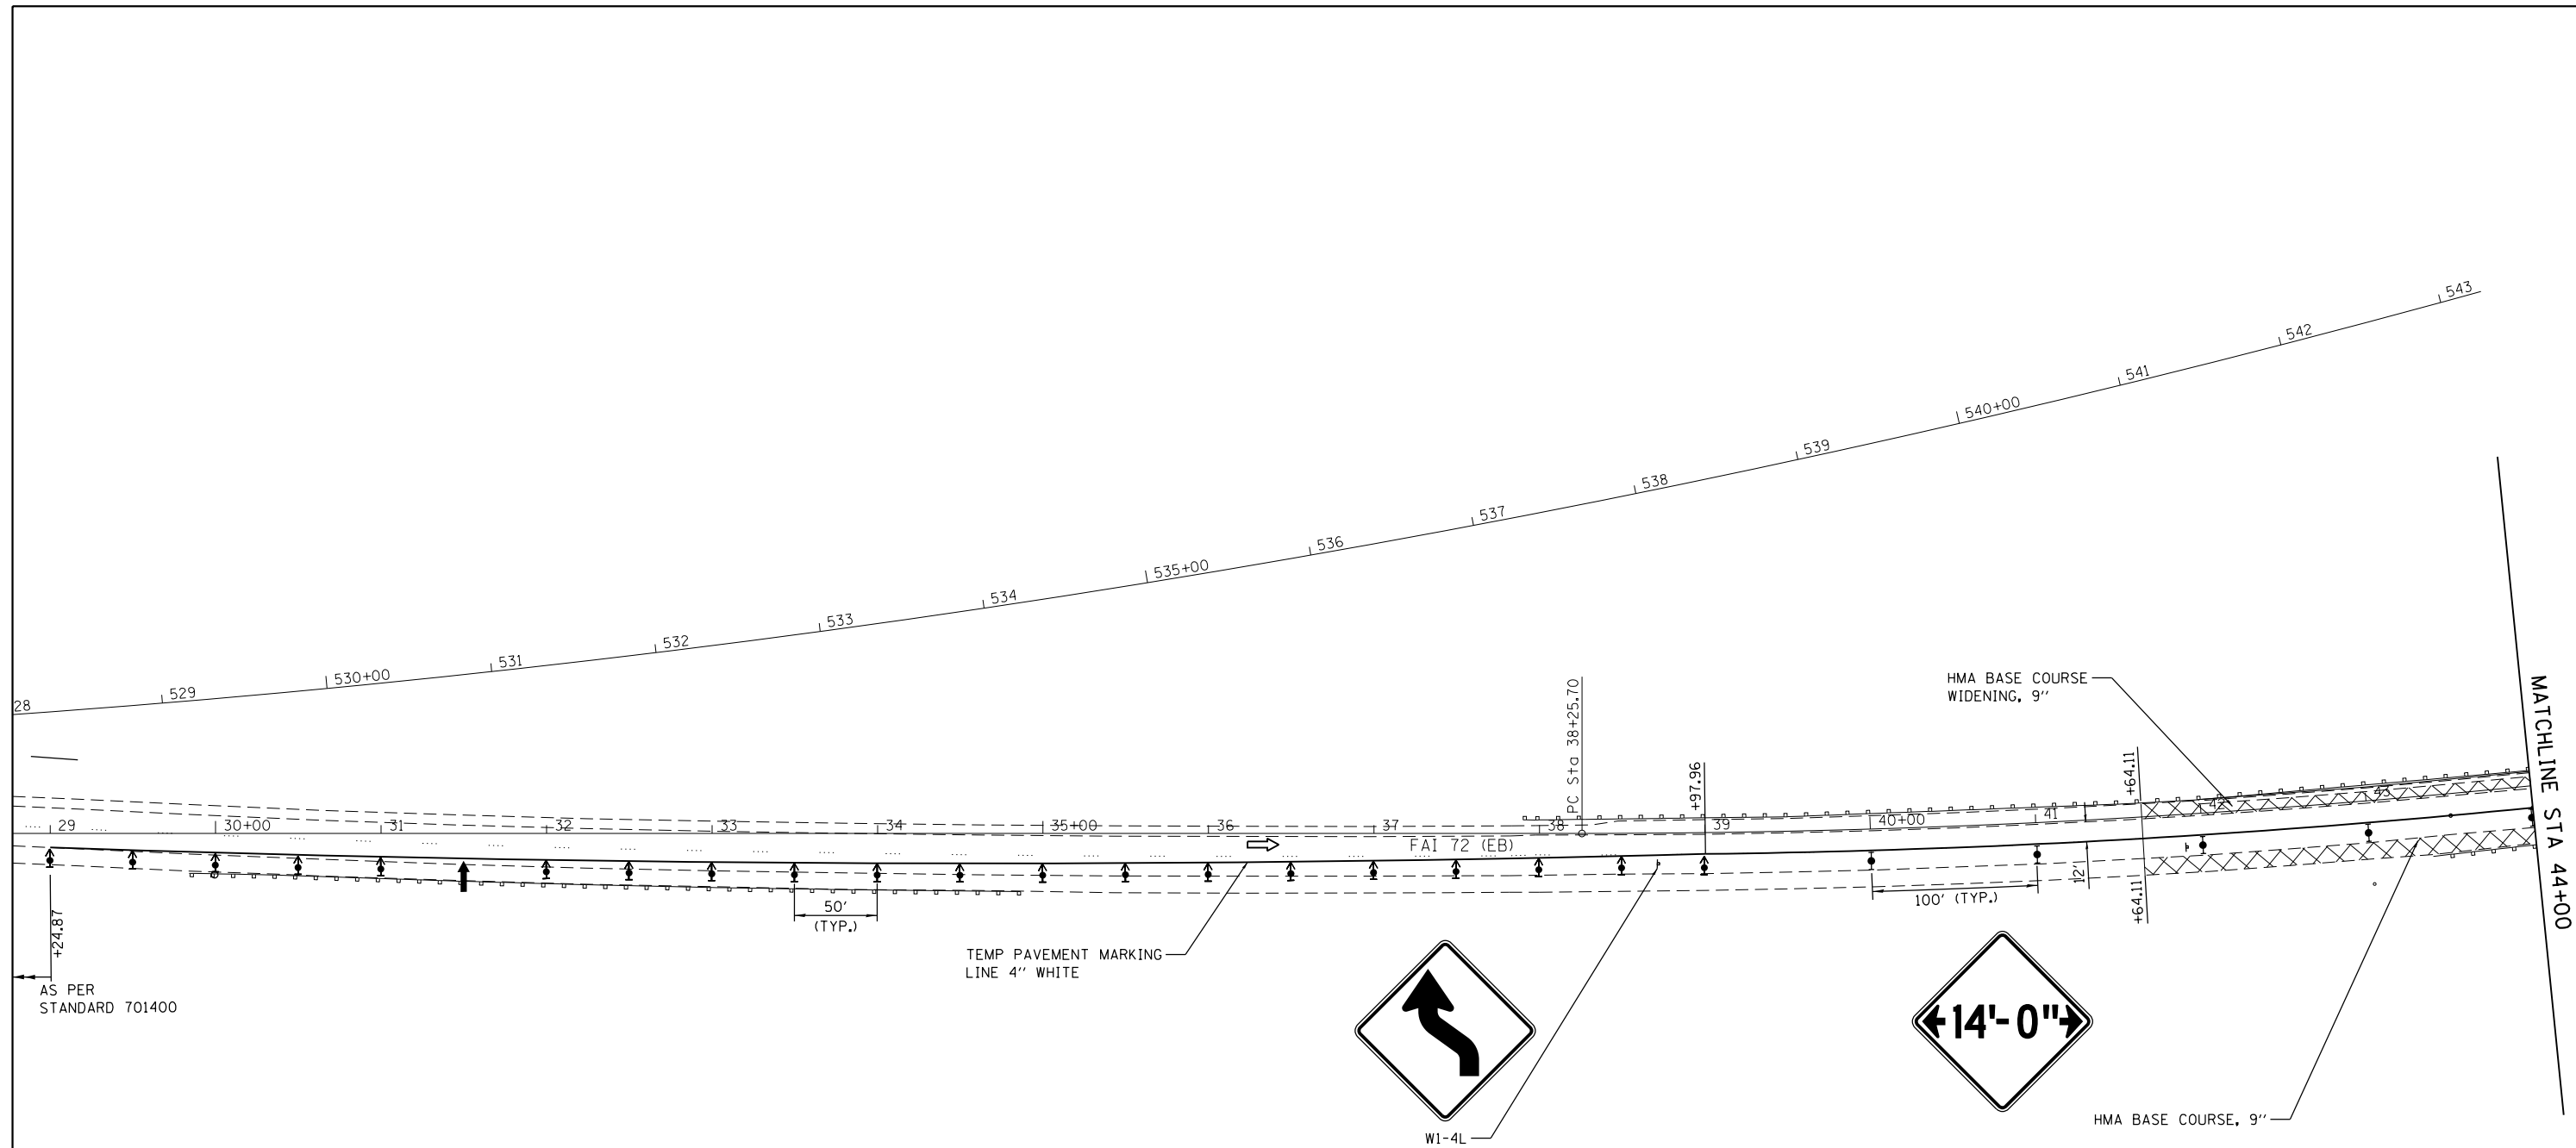 543
542
541
540+00
539
538
537
536
535+00
534
533
532
531
530+00
529
28
HMA BASE COURSE
WIDENING, 9''
PC Sta 38+25.70
+97.96
+64.11
MATCHLINE STA 44+00
29
30+00
31
32
33
34
35+00
36
37
38
39
40+00
41
42
43
FAI 72 (EB)
12'
+64.11
100' (TYP.)
50'
(TYP.)
+24.87
AS PER
STANDARD 701400
TEMP PAVEMENT MARKING
LINE 4'' WHITE
14'-0"
W1-4L
HMA BASE COURSE, 9''